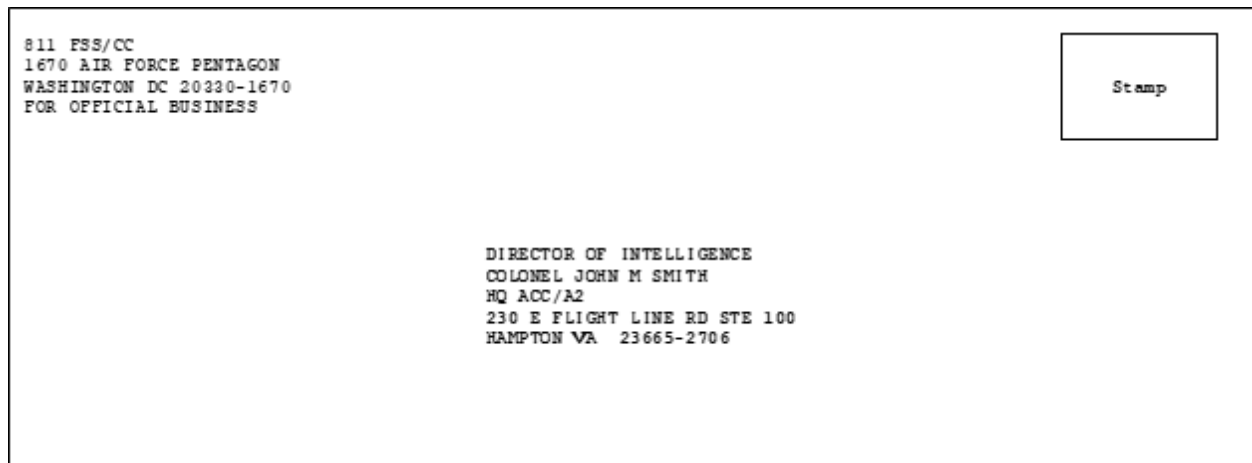 811 FSS/CC
1670 AIR FORCE PENTAGON
WASHINGTON DC 20330-1670
FOR OFFICIAL BUSINESS
Stamp
DIRECTOR OF INTELLIGENCE
COLONEL JOHN M SMITH
HQ ACC/A2
230 E FLIGHT LINE RD STE 100
HAMPTON VA 23665-2706